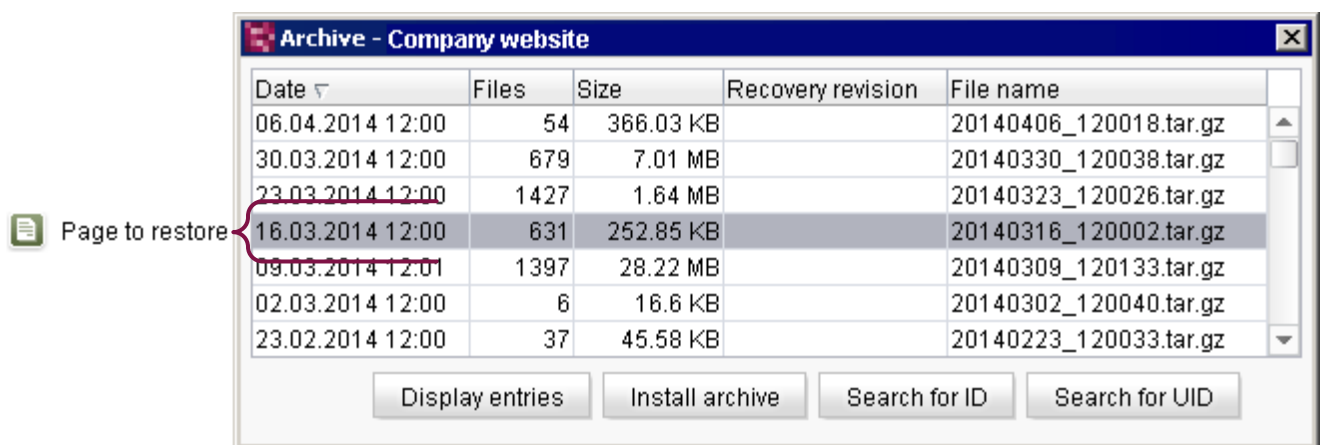 Archive - Company website
Date Files Size Recovery revision File name
06.04.2014 12:00 54 366.03 KB 20140406_120018.tar.gz
30.03.2014 12:00 679 7.01 MB 20140330_120038.tar.gz
23.03.2014 12:00 1427 1.64 MB 20140323_120026.tar.gz
Page to restore 16.03.2014 12:00 631 252.85 KB 20140316_120002.tar.gz
09.03.2014 12:01 1397 28.22 MB 20140309_120133.tar.gz
02.03.2014 12:00 6 16.6 KB 20140302_120040.tar.gz
23.02.2014 12:00 37 45.58 KB 20140223_120033.tar.gz
Display entries Install archive Search for ID Search for UID